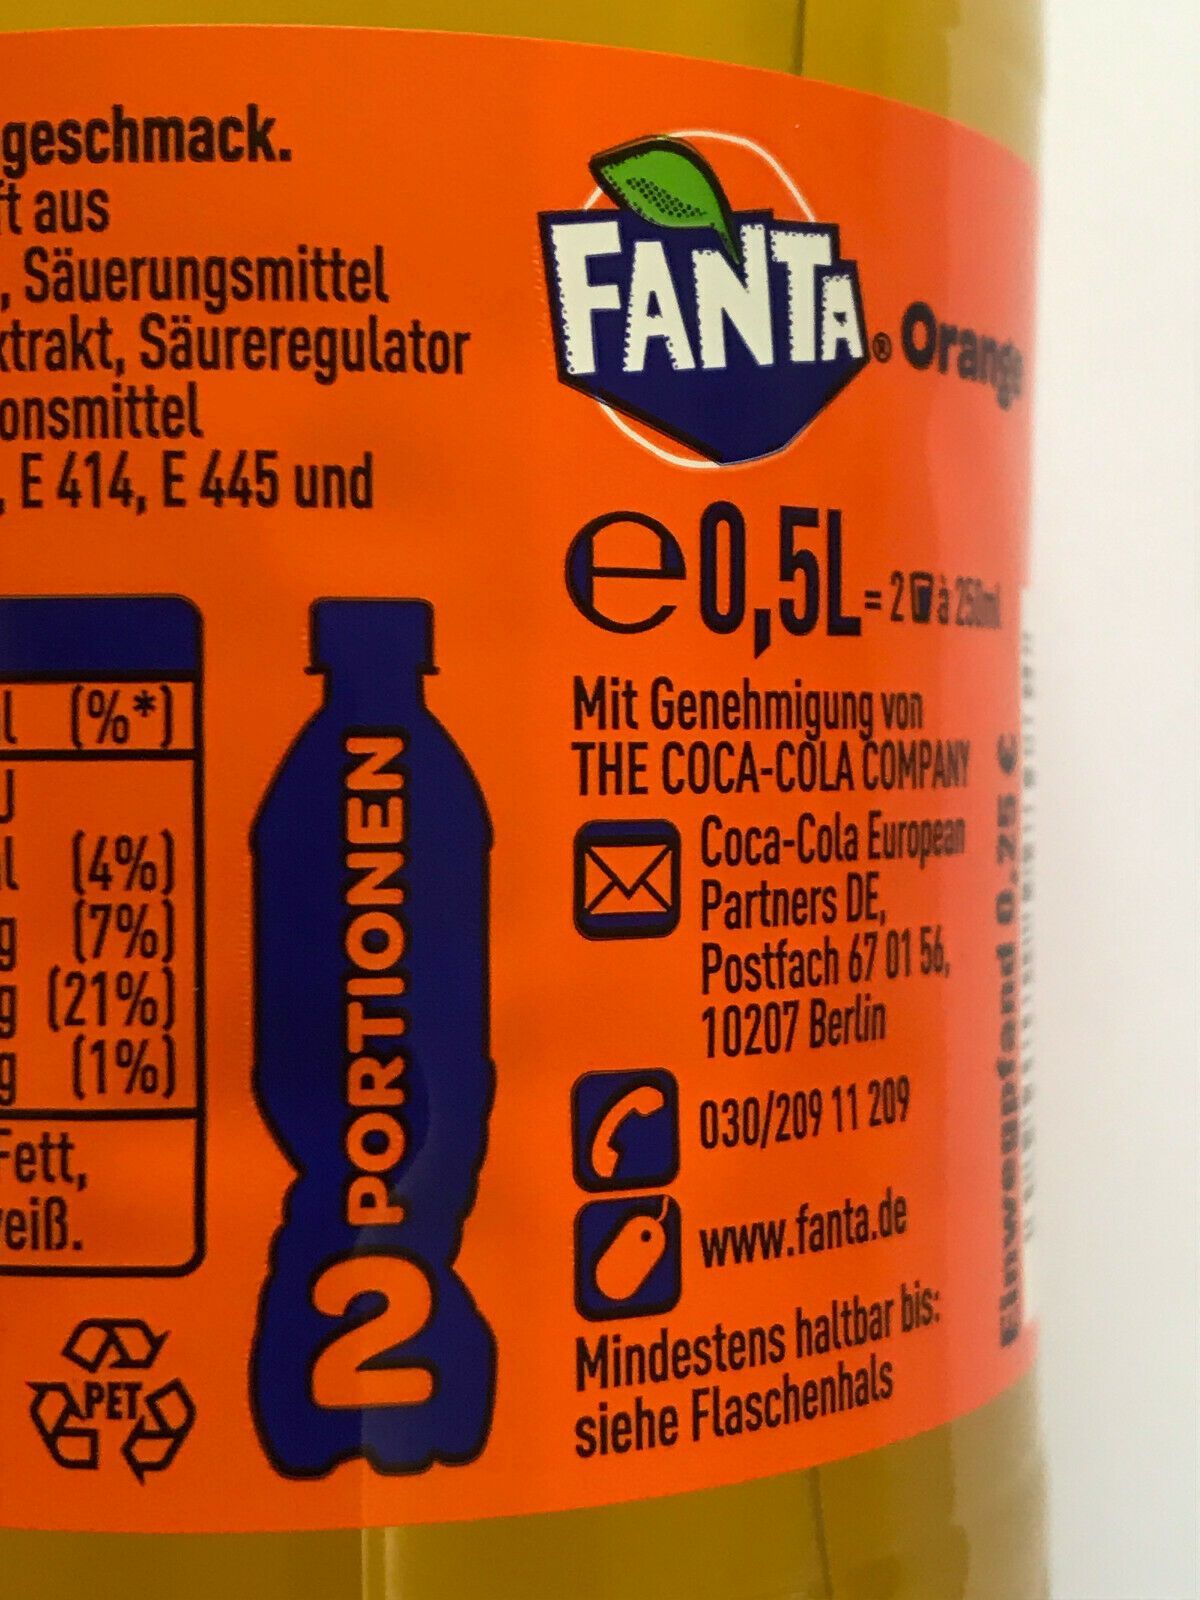 geschmack.
ft aus
, Säuerungsmittel
xtrakt, Säureregulator
onsmittel
, E 414, E 445 und
l (%*)
J
l (4%)
g (7%)
g (21%)
g (1%)
Fett,
eiß.
PET
2 PORTIONEN
FANTA® Orange
e 0,5L = 2 à 250ml
Mit Genehmigung von
THE COCA-COLA COMPANY
Coca-Cola European
Partners DE,
Postfach 67 01 56,
10207 Berlin
030/209 11 209
www.fanta.de
Mindestens haltbar bis:
siehe Flaschenhals
Einwegpfand 0,25 €